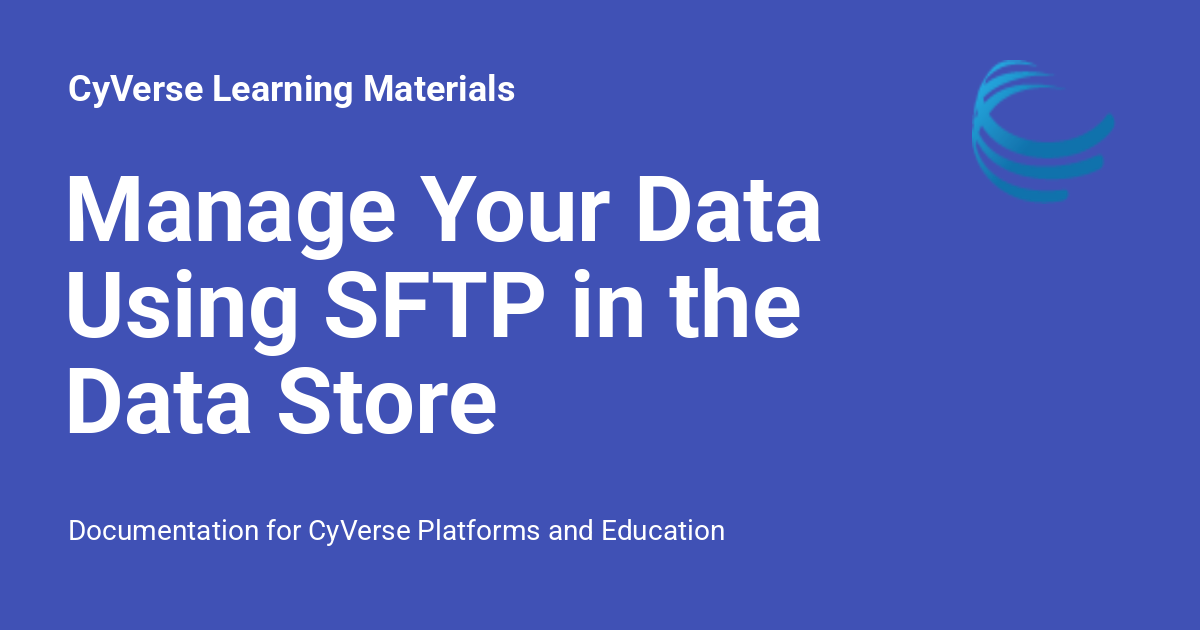 CyVerse Learning Materials
Manage Your Data
Using SFTP in the
Data Store
Documentation for CyVerse Platforms and Education